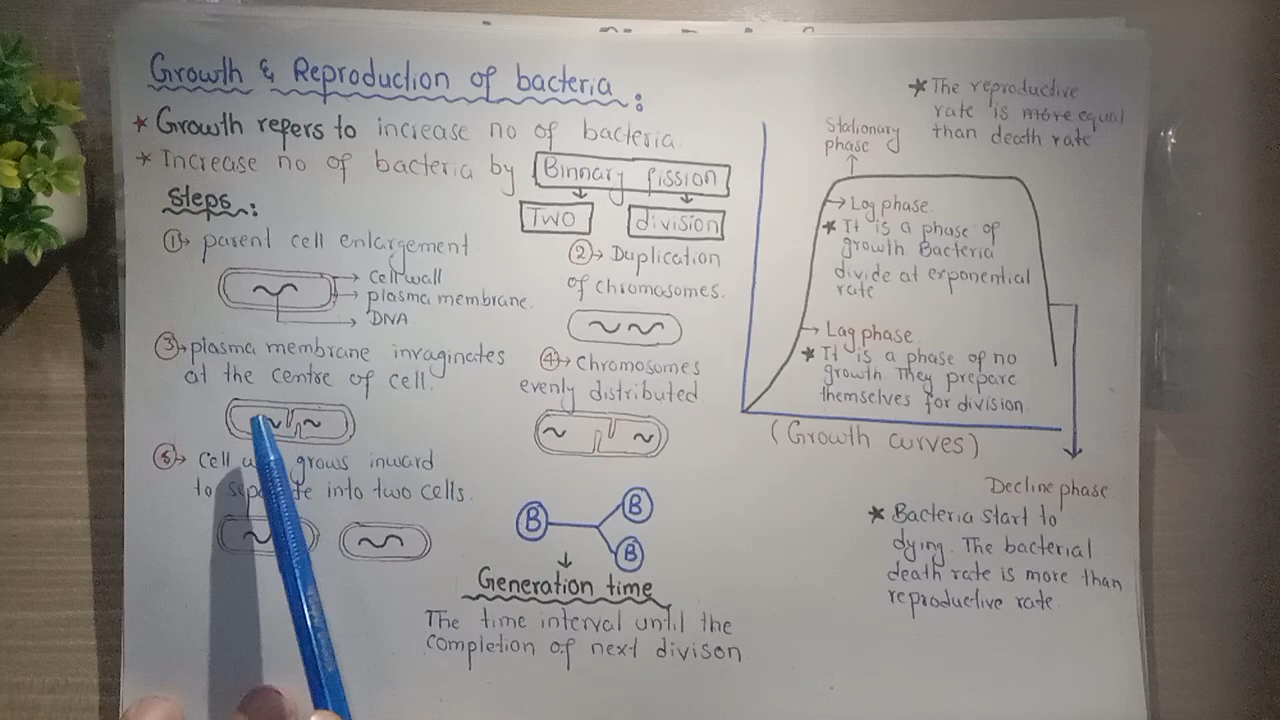 Growth & Reproduction of bacteria:
* Growth refers to increase no of bacteria.
* Increase no of bacteria by Binnary fission
Two division
Steps:
① → parent cell enlargement.
cell wall
plasma membrane.
DNA
② → Duplication
of chromosomes.
③ → plasma membrane invaginates
at the centre of cell.
④ → chromosomes
evenly distributed
⑤ → cell grows inward
to into two cells.
B
B
B
Generation time
The time interval until the
completion of next divison
* The reproductive
rate is more equal
than death rate
Stationary
phase
→ Log phase.
* It is a phase of
growth Bacteria
divide at exponential
rate
→ Lag phase.
* It is a phase of no
growth. They prepare
themselves for division.
(Growth curves)
Decline phase.
* Bacteria start to
dying. The bacterial
death rate is more than
reproductive rate.